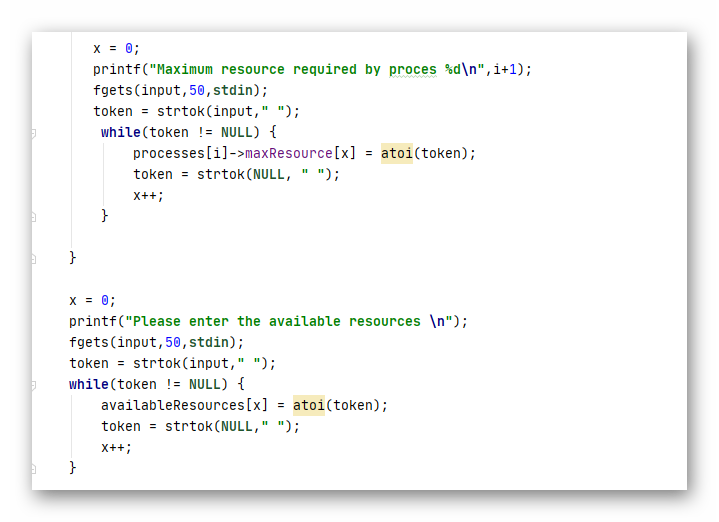 x = 0;
printf("Maximum resource required by proces %d\n",i+1);
fgets(input,50,stdin);
token = strtok(input," ");
while(token != NULL) {
processes[i]->maxResource[x] = atoi(token);
token = strtok(NULL, " ");
x++;
}
}
x = 0;
printf("Please enter the available resources \n");
fgets(input,50,stdin);
token = strtok(input," ");
while(token != NULL) {
availableResources[x] = atoi(token);
token = strtok(NULL," ");
x++;
}